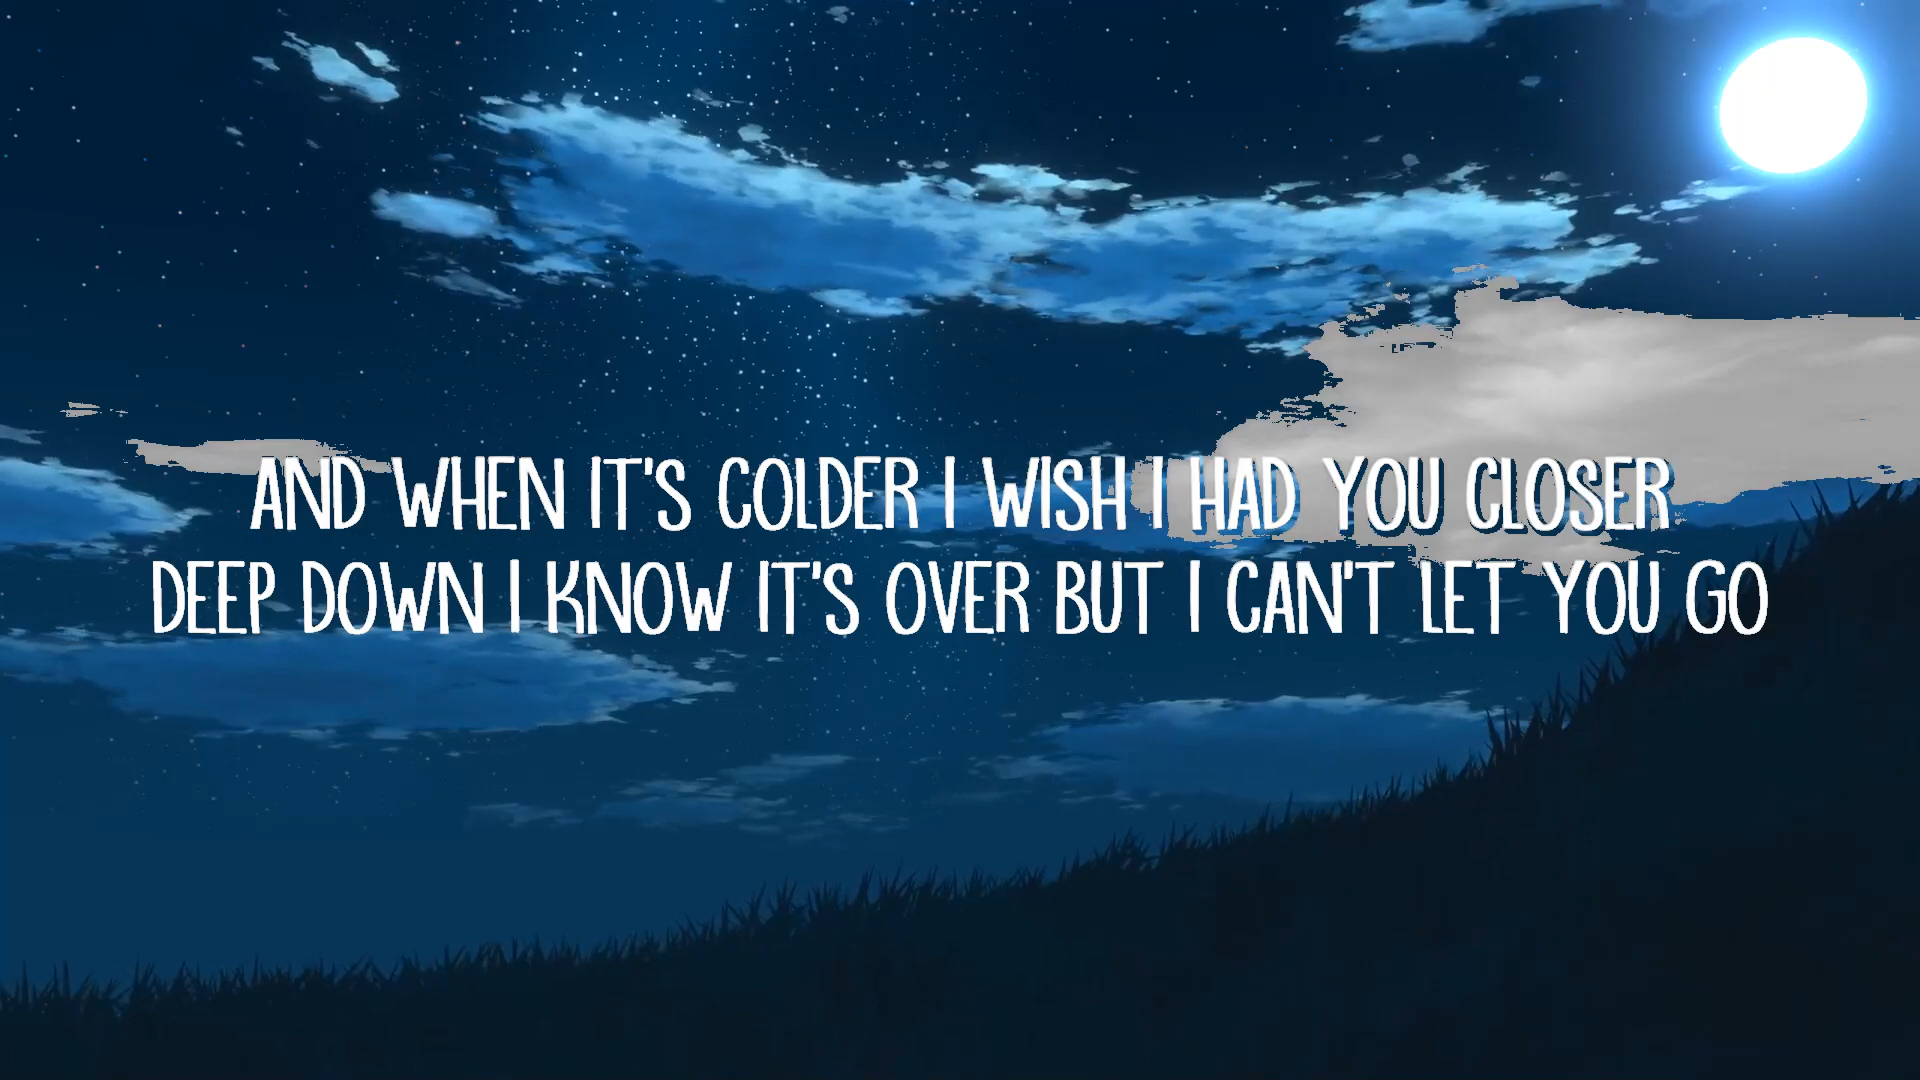 AND WHEN IT'S COLDER I WISH I HAD YOU CLOSER
DEEP DOWN I KNOW IT'S OVER BUT I CAN'T LET YOU GO